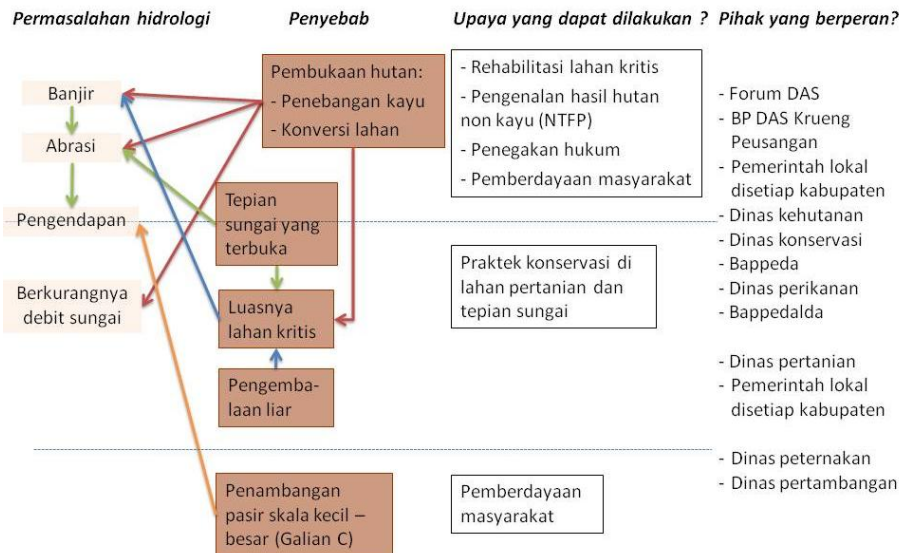 Permasalahan hidrologi
Penyebab
Upaya yang dapat dilakukan ?
Pihak yang berperan?
Banjir
Abrasi
Pengendapan
Berkurangnya
debit sungai
Pembukaan hutan:
- Penebangan kayu
- Konversi lahan
Tepian
sungai yang
terbuka
Luasnya
lahan kritis
Pengemba-
laan liar
Penambangan
pasir skala kecil –
besar (Galian C)
- Rehabilitasi lahan kritis
- Pengenalan hasil hutan
non kayu (NTFP)
- Penegakan hukum
- Pemberdayaan masyarakat
Praktek konservasi di
lahan pertanian dan
tepian sungai
Pemberdayaan
masyarakat
- Forum DAS
- BP DAS Krueng
Peusangan
- Pemerintah lokal
disetiap kabupaten
- Dinas kehutanan
- Dinas konservasi
- Bappeda
- Dinas perikanan
- Bappedalda
- Dinas pertanian
- Pemerintah lokal
disetiap kabupaten
- Dinas peternakan
- Dinas pertambangan